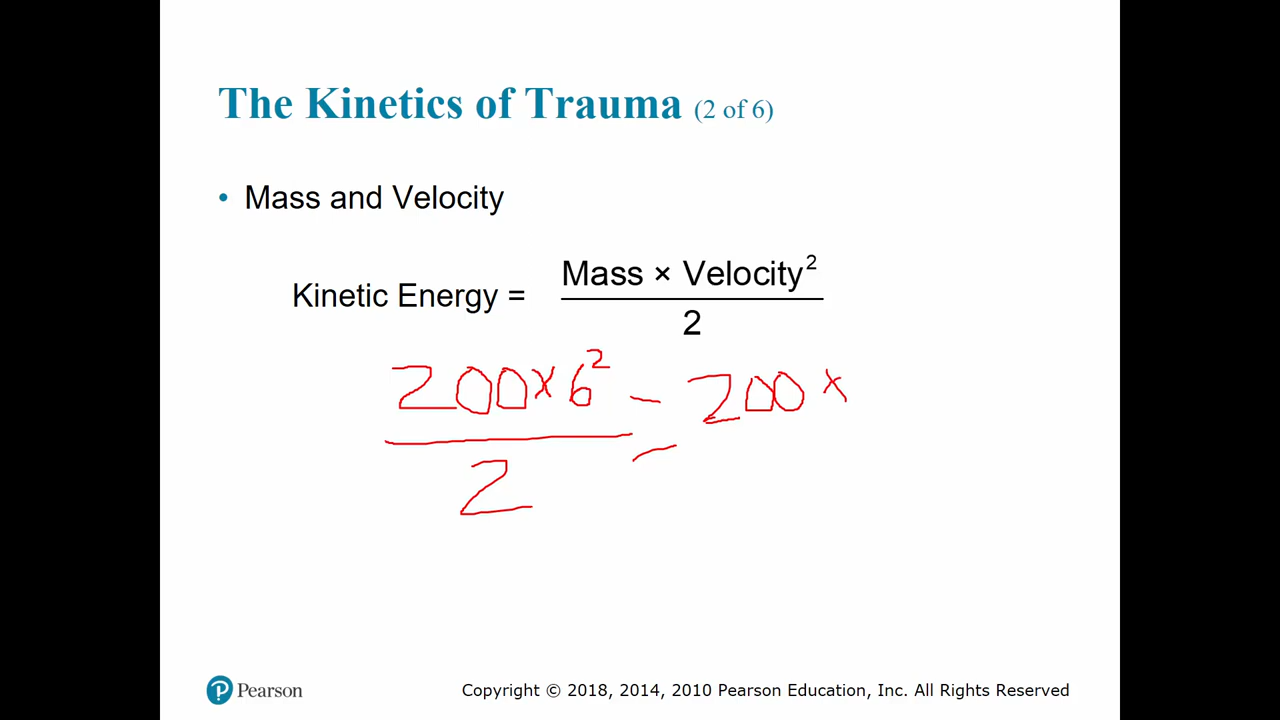 The Kinetics of Trauma (2 of 6)
• Mass and Velocity
Kinetic Energy = Mass × Velocity²
2
200 x 6² = 200 x
2
Pearson
Copyright © 2018, 2014, 2010 Pearson Education, Inc. All Rights Reserved